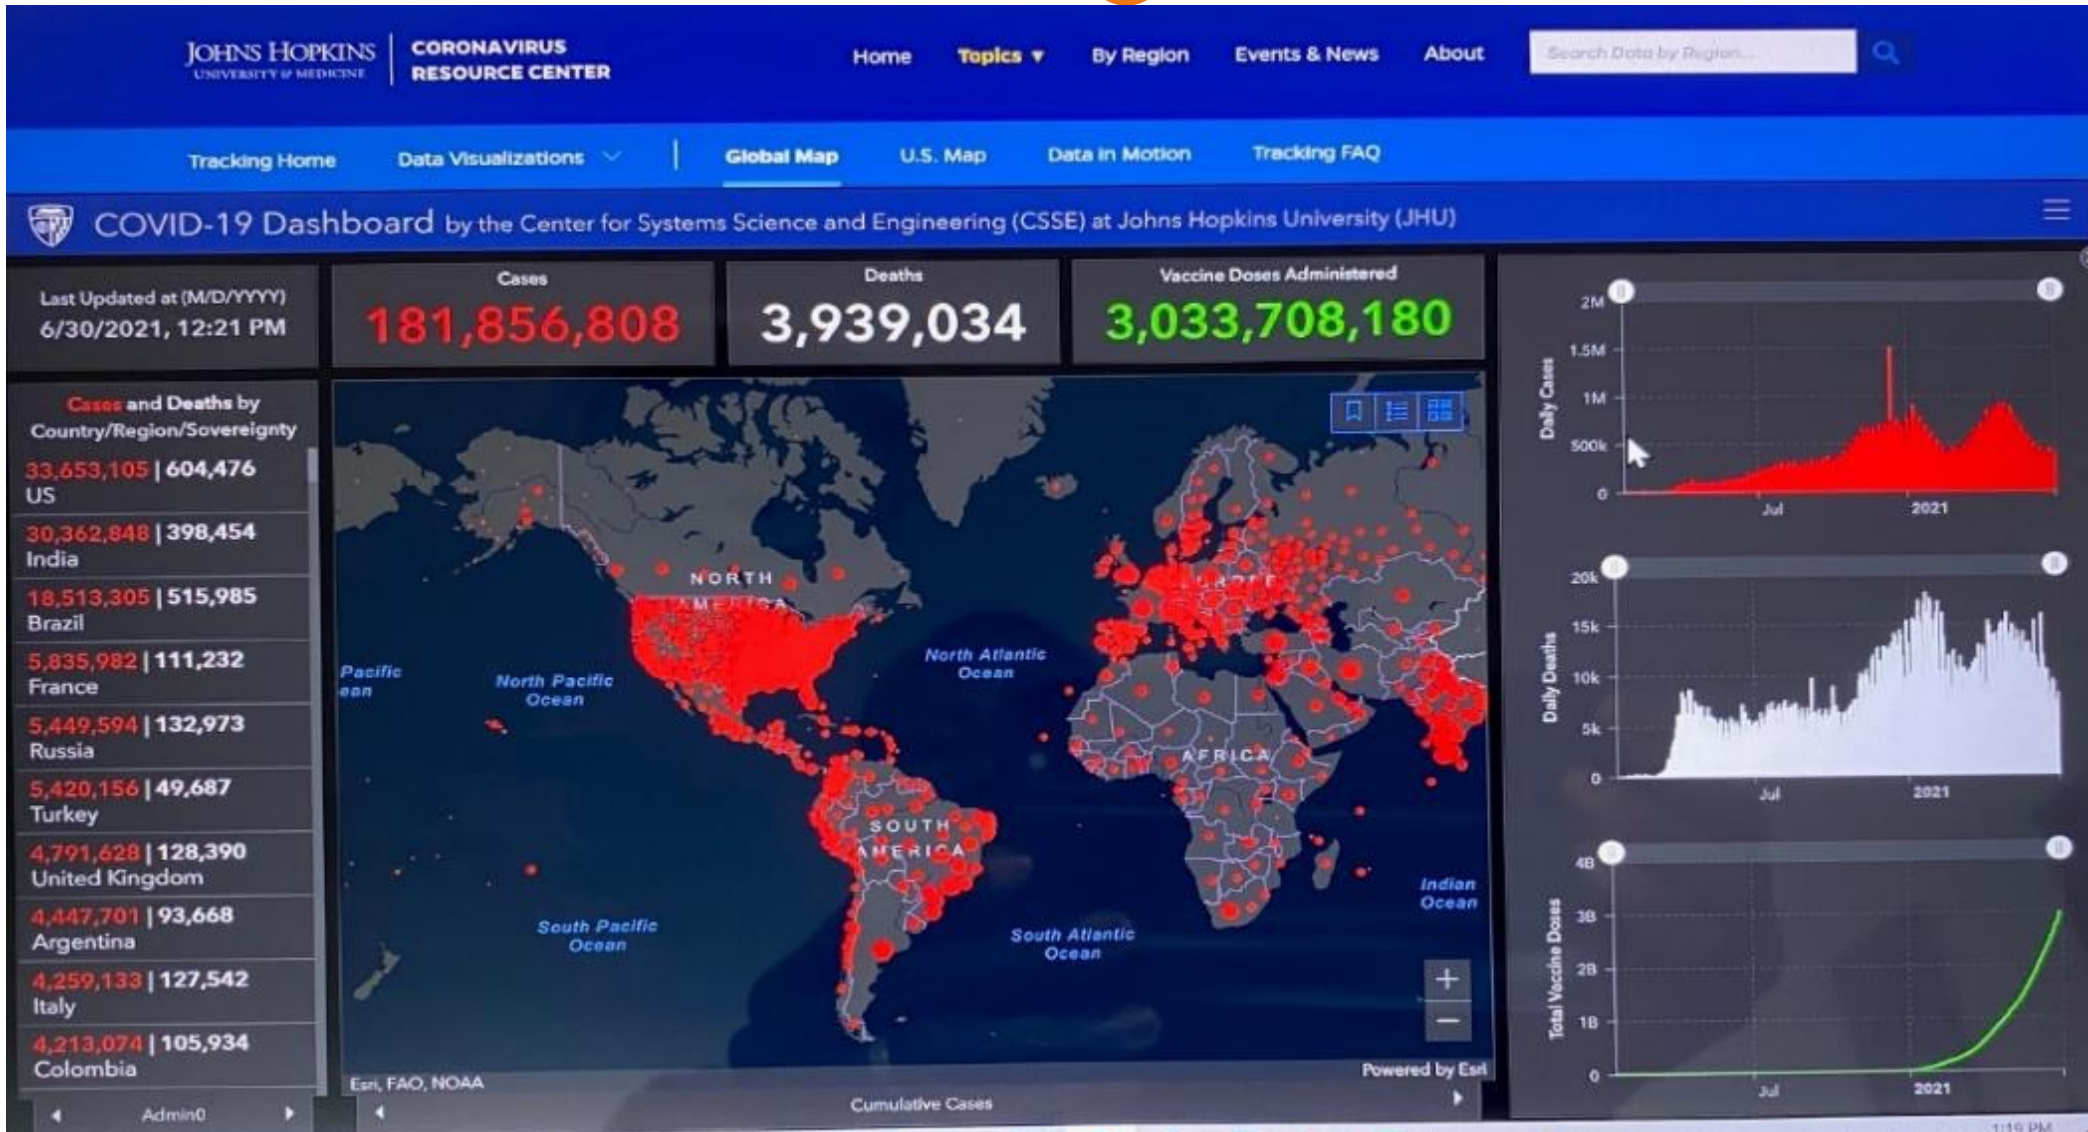 JOHNS HOPKINS
UNIVERSITY & MEDICINE
CORONAVIRUS
RESOURCE CENTER
Home
Topics ▼
By Region
Events & News
About
Search Data by Region...
Tracking Home
Data Visualizations
Global Map
U.S. Map
Data in Motion
Tracking FAQ
COVID-19 Dashboard by the Center for Systems Science and Engineering (CSSE) at Johns Hopkins University (JHU)
Last Updated at (M/D/YYYY)
6/30/2021, 12:21 PM
Cases
181,856,808
Deaths
3,939,034
Vaccine Doses Administered
3,033,708,180
Cases and Deaths by
Country/Region/Sovereignty
33,653,105 | 604,476
US
30,362,848 | 398,454
India
18,513,305 | 515,985
Brazil
5,835,982 | 111,232
France
5,449,594 | 132,973
Russia
5,420,156 | 49,687
Turkey
4,791,628 | 128,390
United Kingdom
4,447,701 | 93,668
Argentina
4,259,133 | 127,542
Italy
4,213,074 | 105,934
Colombia
Admin0
NORTH
AMERICA
EUROPE
North Atlantic
Ocean
Pacific
ean
North Pacific
Ocean
AFRICA
SOUTH
AMERICA
Indian
Ocean
South Pacific
Ocean
South Atlantic
Ocean
+
−
Esri, FAO, NOAA
Powered by Esri
Cumulative Cases
Daily Cases
2M
1.5M
1M
500k
0
Jul
2021
Daily Deaths
20k
15k
10k
5k
0
Jul
2021
Total Vaccine Doses
4B
3B
2B
1B
0
Jul
2021
1:19 PM